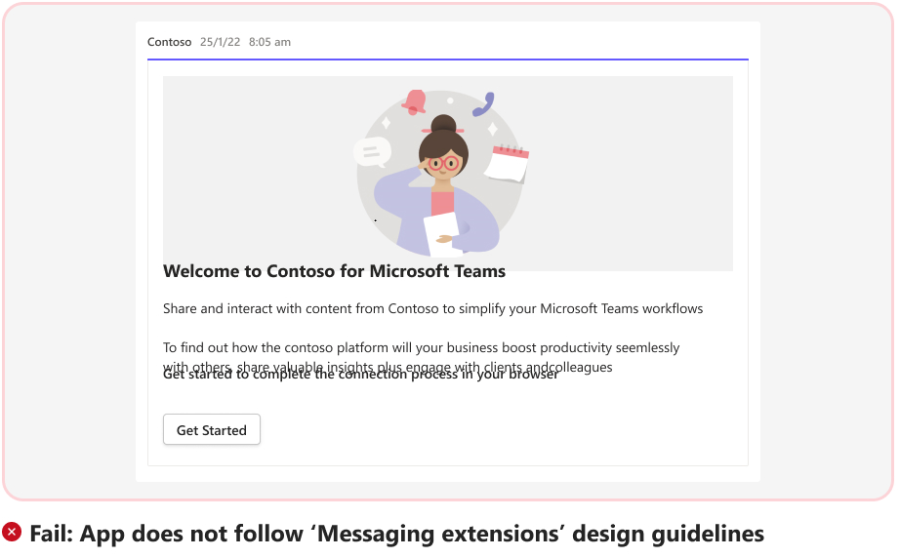 Contoso 25/1/22 8:05 am
Welcome to Contoso for Microsoft Teams
Share and interact with content from Contoso to simplify your Microsoft Teams workflows
To find out how the contoso platform will your business boost productivity seemlessly
with others, share valuable insights plus engage with clients andcolleagues
Get started to complete the connection process in your browser
Get Started
Fail: App does not follow ‘Messaging extensions’ design guidelines